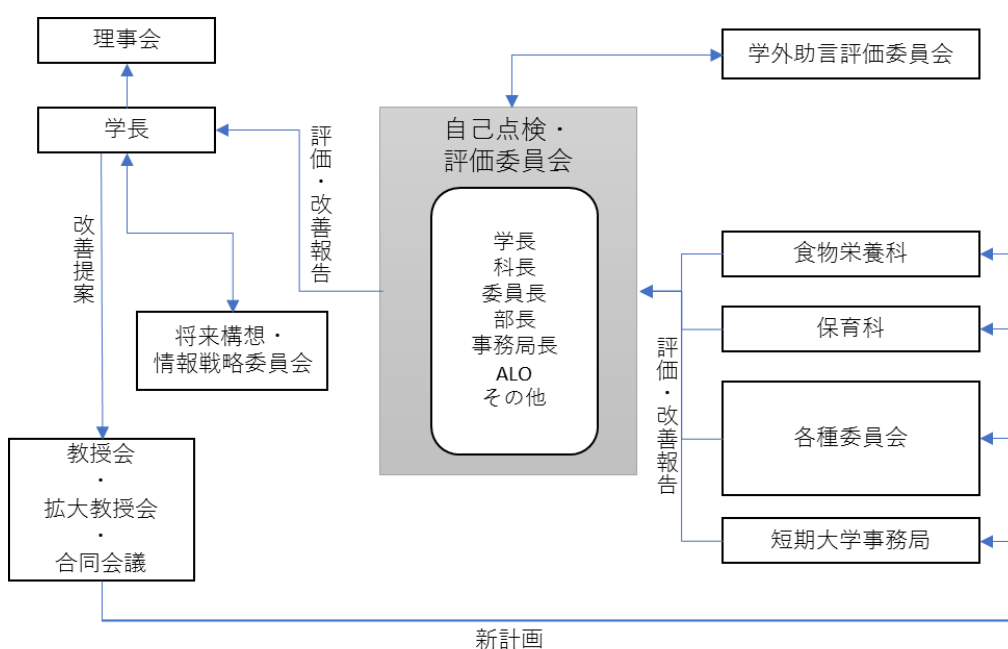 理事会
学外助言評価委員会
学長
自己点検・
評価委員会
評価・改善報告
改善提案
学長
科長
委員長
部長
事務局長
ALO
その他
食物栄養科
保育科
将来構想・
情報戦略委員会
評価・改善報告
各種委員会
教授会
・
拡大教授会
・
合同会議
短期大学事務局
新計画